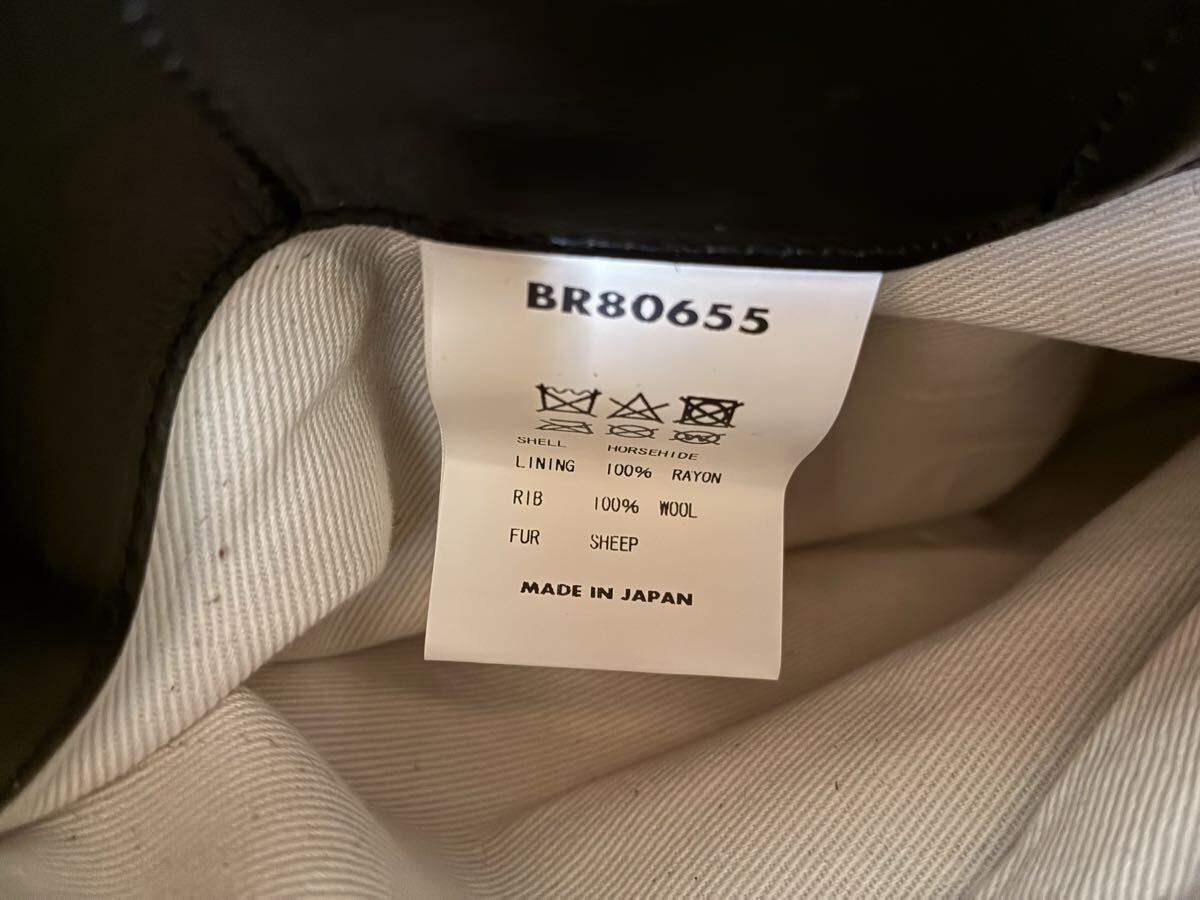 BR80655
SHELL HORSEHIDE
LINING 100% RAYON
RIB 100% WOOL
FUR SHEEP
MADE IN JAPAN